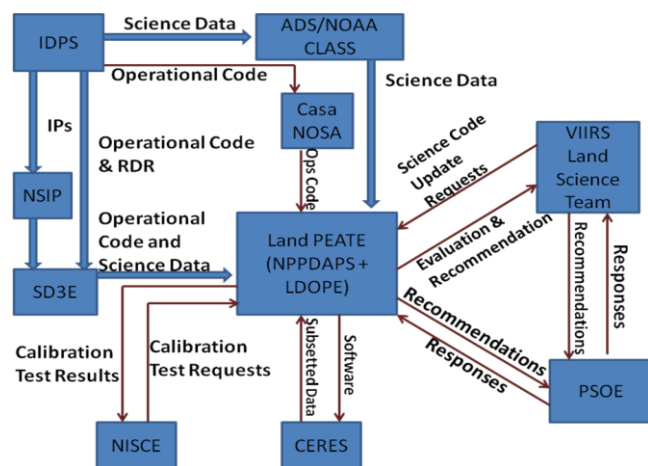 Science Data
IDPS
ADS/NOAA
CLASS
Operational Code
Science Data
IPs
Casa
NOSA
Operational Code
& RDR
Ops Code
Science Code
Update
Requests
VIIRS
Land
Science
Team
NSIP
Operational
Code and
Science Data
Land PEATE
(NPPDAPS +
LDOPE)
Evaluation &
Recommendation
Recommendations
Responses
SD3E
Calibration
Test Results
Calibration
Test Requests
Subsetted Data
Software
Recommendations
Responses
PSOE
NISCE
CERES